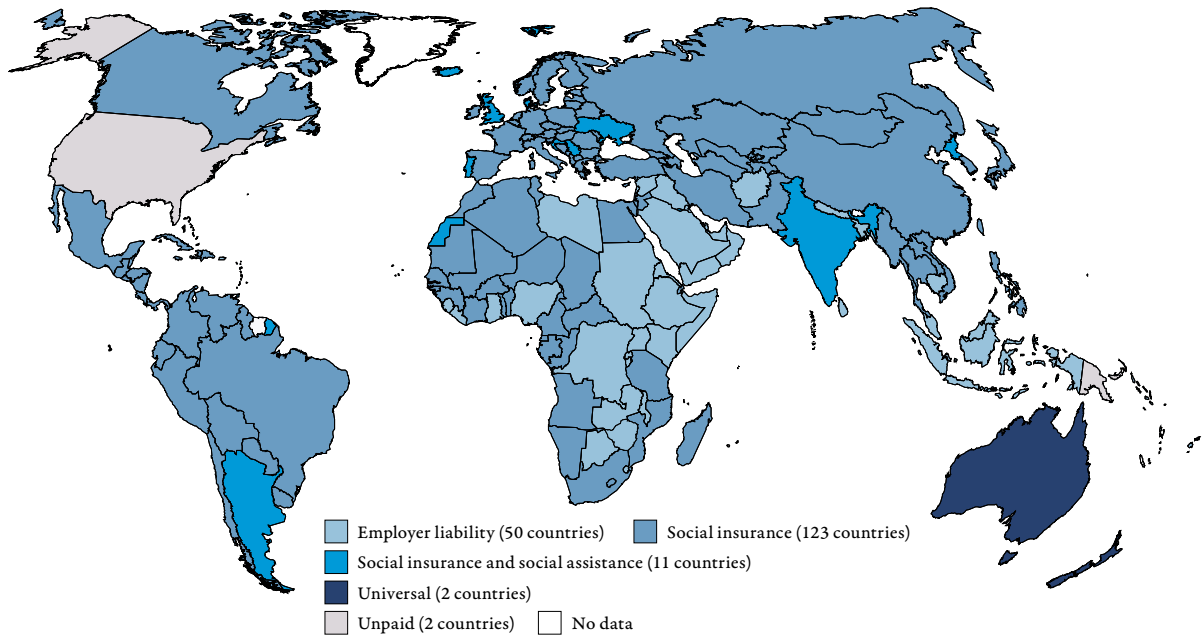 Employer liability (50 countries) Social insurance (123 countries)
Social insurance and social assistance (11 countries)
Universal (2 countries)
Unpaid (2 countries) No data